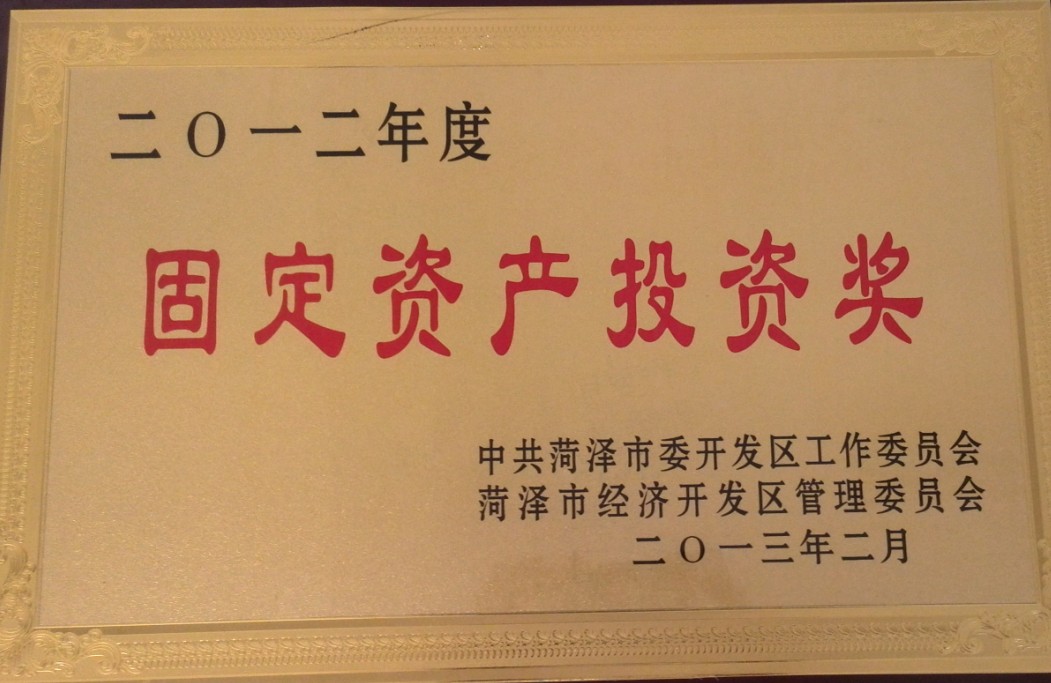 二〇一二年度
固定资产投资奖
中共菏泽市委开发区工作委员会
菏泽市经济开发区管理委员会
二〇一三年二月